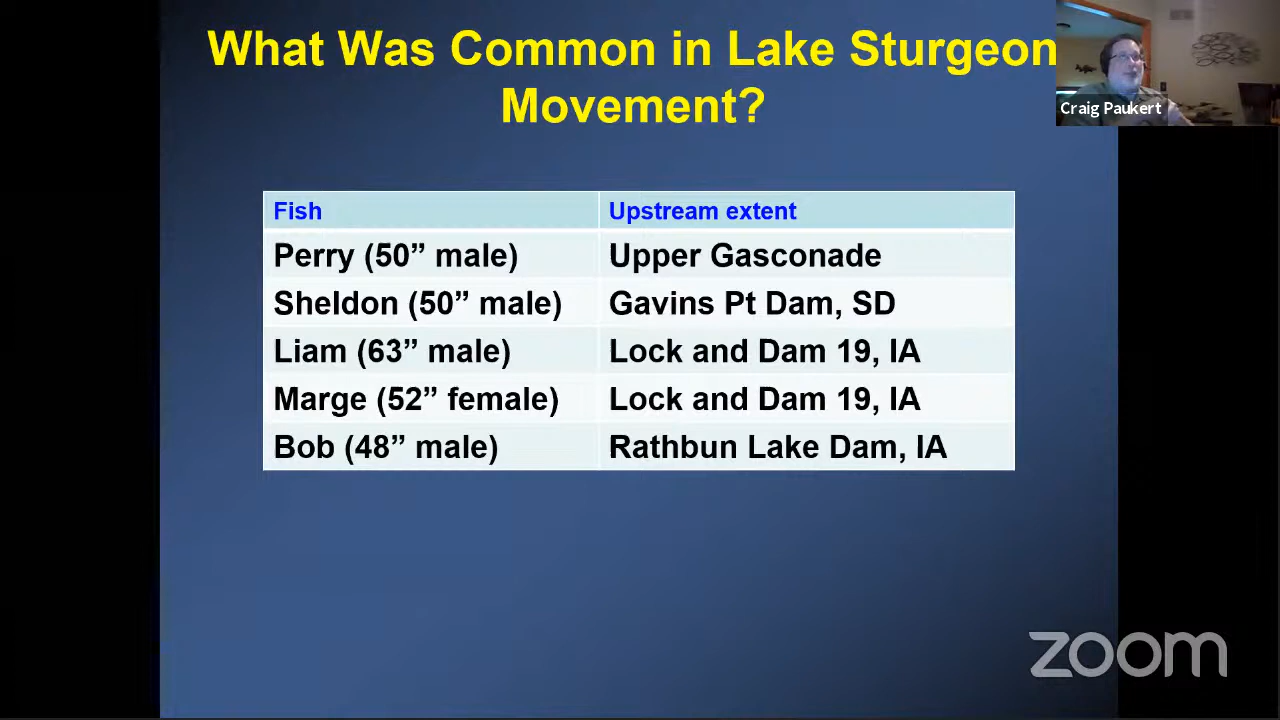 What Was Common in Lake Sturgeon
Movement?
Craig Paukert
Fish Upstream extent
Perry (50” male) Upper Gasconade
Sheldon (50” male) Gavins Pt Dam, SD
Liam (63” male) Lock and Dam 19, IA
Marge (52” female) Lock and Dam 19, IA
Bob (48” male) Rathbun Lake Dam, IA
zoom